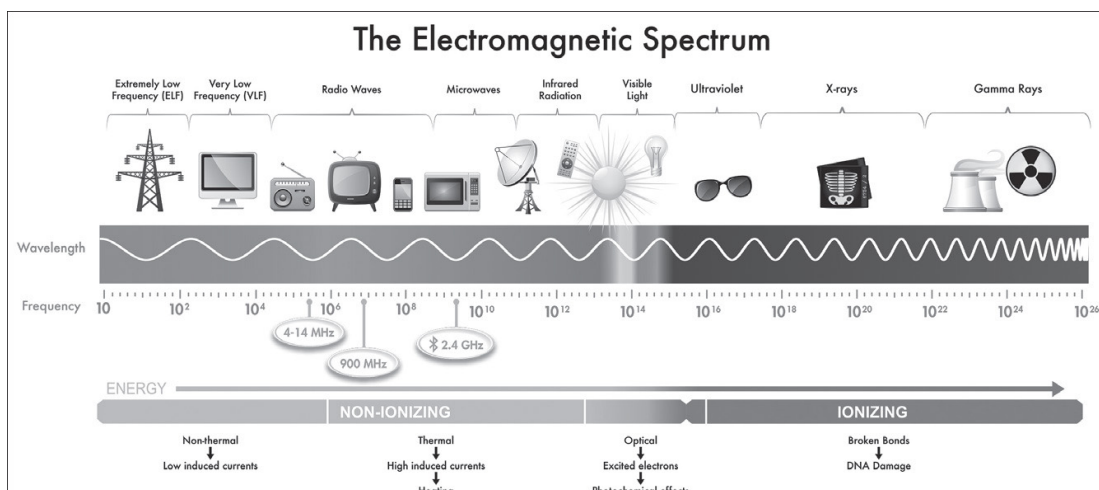 The Electromagnetic Spectrum
Extremely Low
Frequency (ELF)
Very Low
Frequency (VLF)
Radio Waves
Microwaves
Infrared
Radiation
Visible
Light
Ultraviolet
X-rays
Gamma Rays
Wavelength
Frequency
10
10²
10⁴
10⁶
10⁸
10¹⁰
10¹²
10¹⁴
10¹⁶
10¹⁸
10²⁰
10²²
10²⁴
10²⁶
4-14 MHz
900 MHz
2.4 GHz
ENERGY
NON-IONIZING
IONIZING
Non-thermal
Low induced currents
Thermal
High induced currents
Heating
Optical
Excited electrons
Photochemical effects
Broken Bonds
DNA Damage